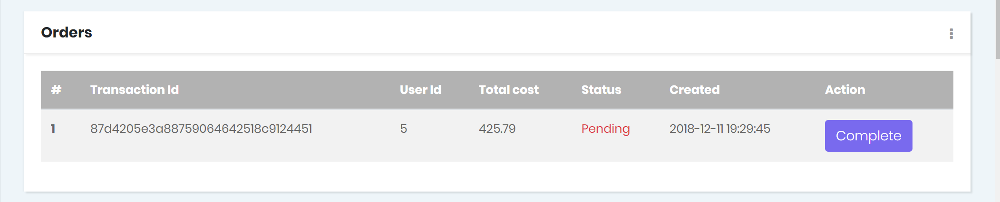 Orders
# Transaction Id User Id Total cost Status Created Action
1 87d4205e3a88759064642518c9124451 5 425.79 Pending 2018-12-11 19:29:45 Complete